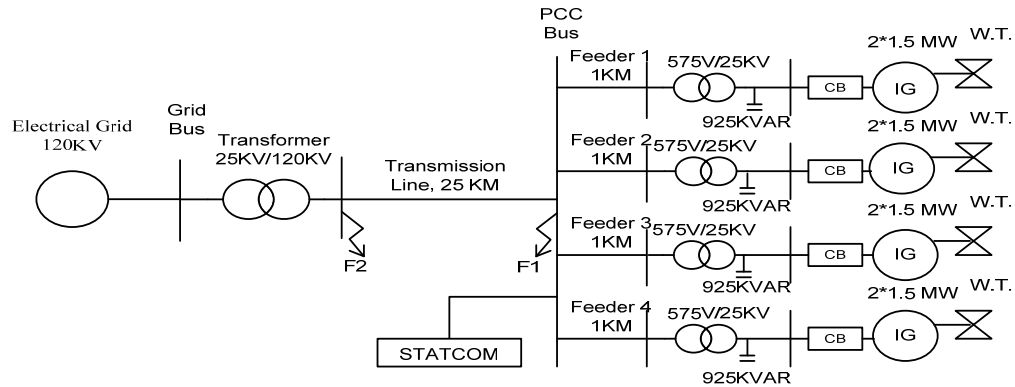 PCC
Bus
Electrical Grid
120KV
Grid
Bus
Transformer
25KV/120KV
Transmission
Line, 25 KM
F2
F1
STATCOM
Feeder 1
1KM
575V/25KV
925KVAR
CB
2*1.5 MW
IG
W.T.
Feeder 2
1KM
575V/25KV
925KVAR
CB
2*1.5 MW
IG
W.T.
Feeder 3
1KM
575V/25KV
925KVAR
CB
2*1.5 MW
IG
W.T.
Feeder 4
1KM
575V/25KV
925KVAR
CB
2*1.5 MW
IG
W.T.